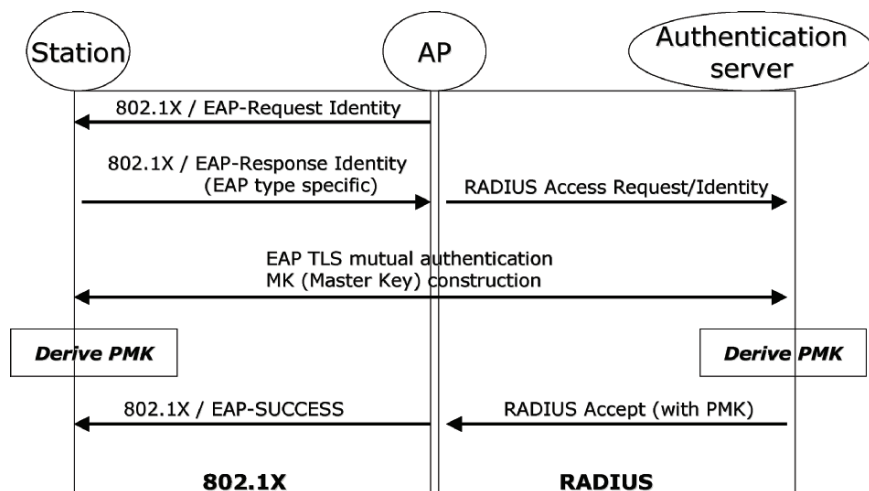 Station
AP
Authentication
server
802.1X / EAP-Request Identity
802.1X / EAP-Response Identity
(EAP type specific)
RADIUS Access Request/Identity
EAP TLS mutual authentication
MK (Master Key) construction
Derive PMK
Derive PMK
802.1X / EAP-SUCCESS
RADIUS Accept (with PMK)
802.1X
RADIUS